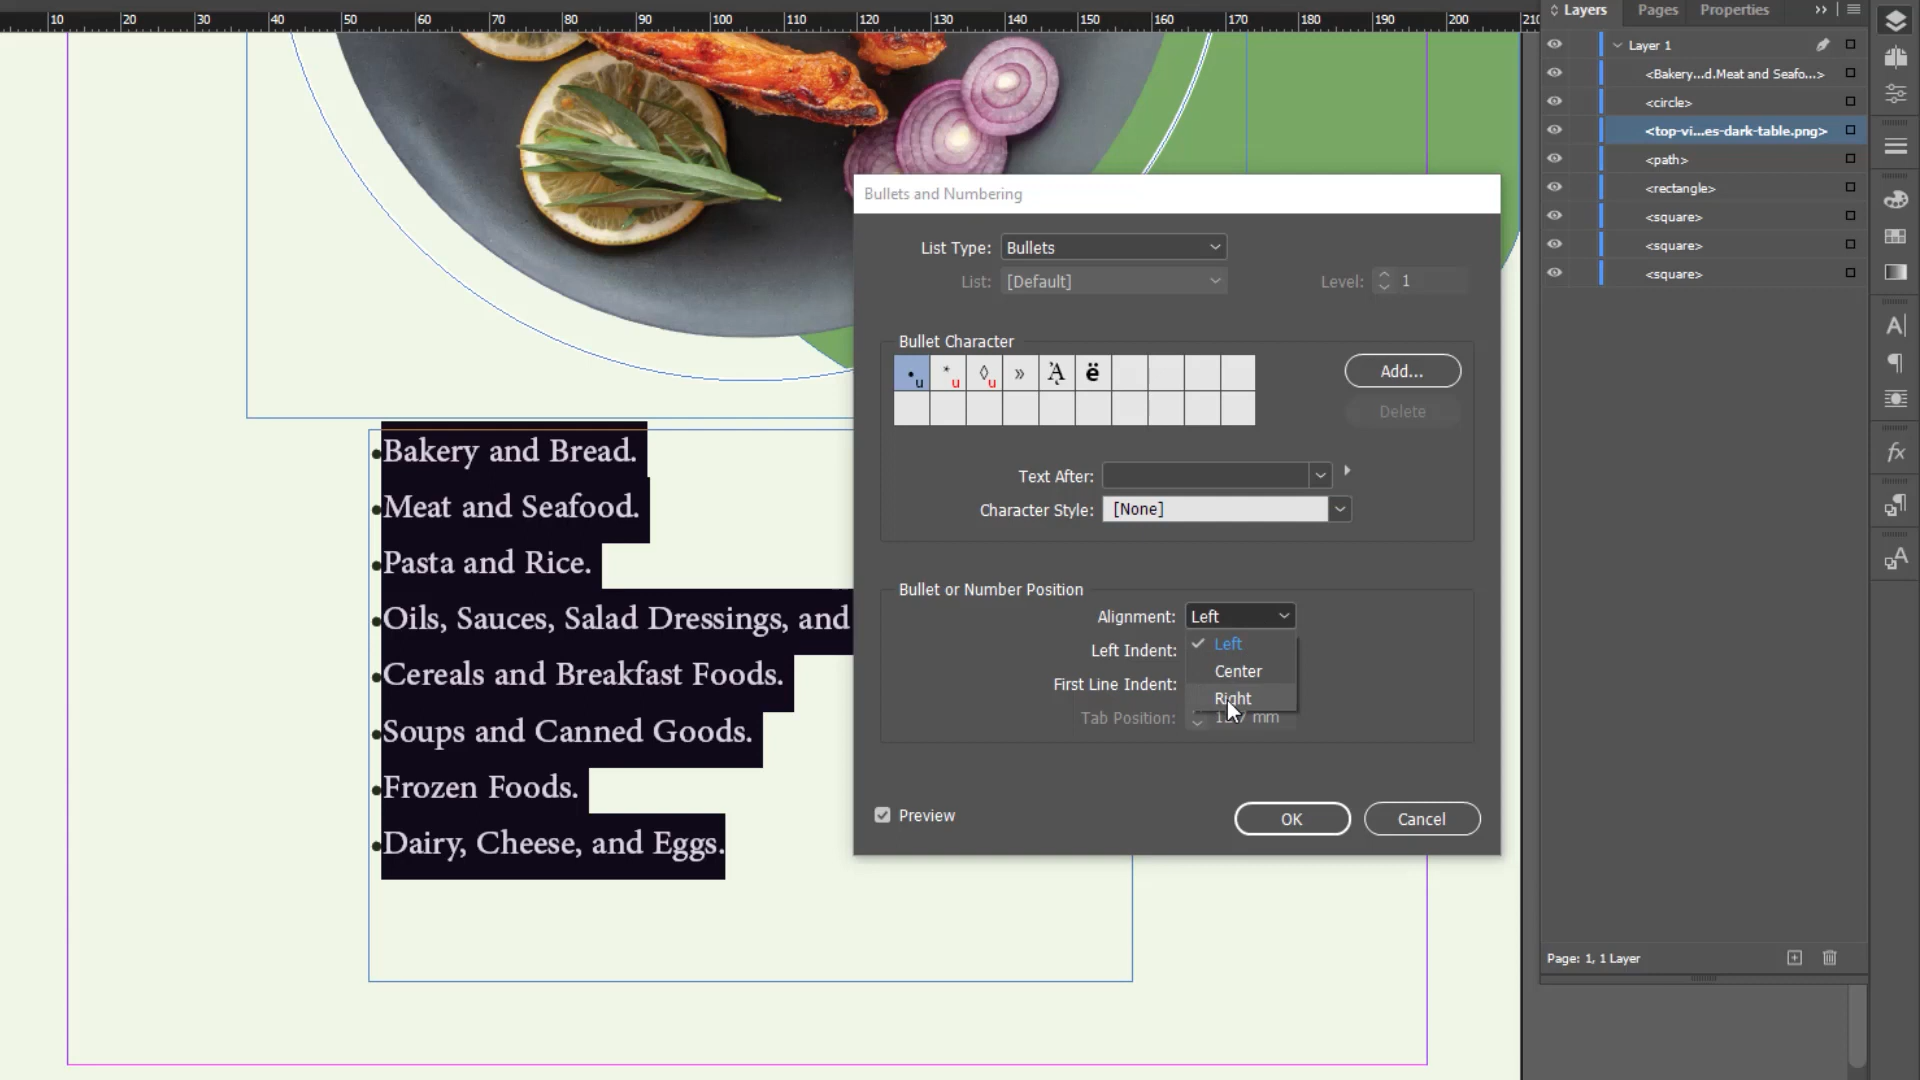 10 20 30 40 50 60 70 80 90 100 110 120 130 140 150 160 170 180 190 200 210
Layers Pages Properties
Layer 1
<Bakery...d.Meat and Seafo...>
<circle>
<top-vi...es-dark-table.png>
<path>
<rectangle>
<square>
<square>
<square>
Bullets and Numbering
List Type: Bullets
List: [Default] Level: 1
Bullet Character
•u *u ◊u » ë
Add...
Delete
Text After:
Character Style: [None]
Bullet or Number Position
Alignment: Left
Left Indent: Left
Center
First Line Indent:
Right
Tab Position: mm
Preview OK Cancel
•Bakery and Bread.
•Meat and Seafood.
•Pasta and Rice.
•Oils, Sauces, Salad Dressings, and
•Cereals and Breakfast Foods.
•Soups and Canned Goods.
•Frozen Foods.
•Dairy, Cheese, and Eggs.
Page: 1, 1 Layer